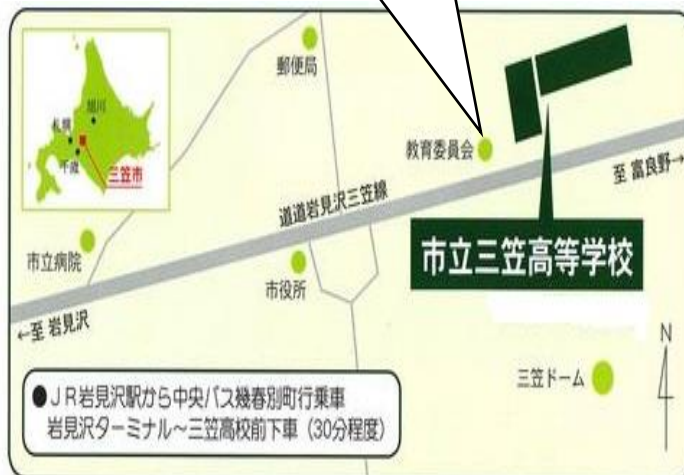 旭川
札幌
千歳
三笠市
郵便局
教育委員会
至 富良野→
道道岩見沢三笠線
市立三笠高等学校
市立病院
市役所
←至 岩見沢
三笠ドーム
N
●JR岩見沢駅から中央バス幾春別町行乗車
岩見沢ターミナル~三笠高校前下車(30分程度)